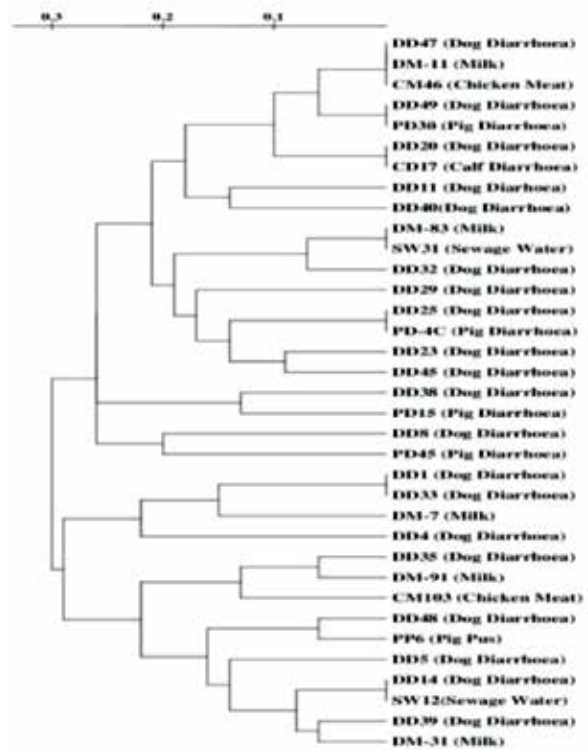 0.3 0.2 0.1
DD47 (Dog Diarrhoea)
DM-11 (Milk)
CM46 (Chicken Meat)
DD49 (Dog Diarrhoea)
PD30 (Pig Diarrhoea)
DD20 (Dog Diarrhoea)
CD17 (Calf Diarrhoea)
DD11 (Dog Diahoea)
DD40(Dog Diarrhoea)
DM-83 (Milk)
SW31 (Sewage Water)
DD32 (Dog Diarrhoea)
DD29 (Dog Diarrhoea)
DD25 (Dog Diarrhoea)
PD-4C (Pig Diarrhoea)
DD23 (Dog Diarrhoea)
DD45 (Dog Diarrhoea)
DD38 (Dog Diarrhoea)
PD15 (Pig Diarrhoea)
DD8 (Dog Diarrhoea)
PD45 (Pig Diarrhoea)
DD1 (Dog Diarrhoea)
DD33 (Dog Diarrhoea)
DM-7 (Milk)
DD4 (Dog Diarrhoea)
DD35 (Dog Diarrhoea)
DM-91 (Milk)
CM103 (Chicken Meat)
DD48 (Dog Diarrhoea)
PP6 (Pig Pus)
DD5 (Dog Diarrhoea)
DD14 (Dog Diarrhoea)
SW12(Sewage Water)
DD39 (Dog Diarrhoea)
DM-31 (Milk)